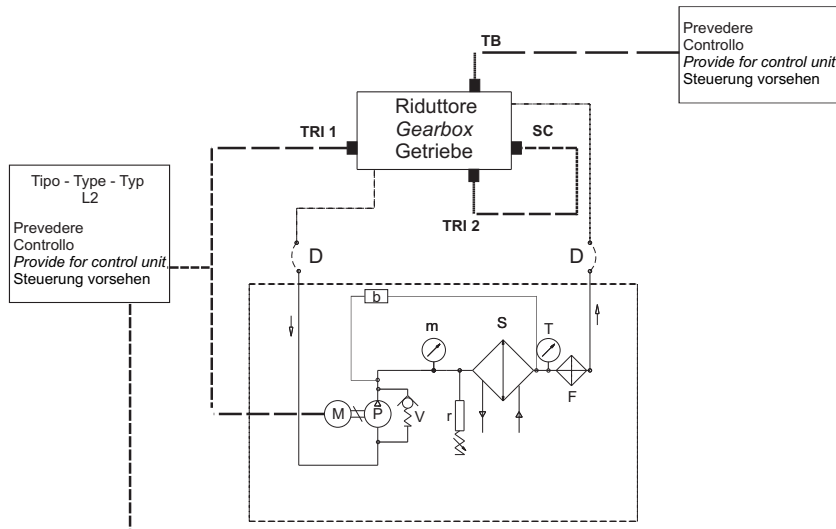 TB
Prevedere
Controllo
Provide for control unit
Steuerung vorsehen
Riduttore
Gearbox
Getriebe
TRI 1
SC
TRI 2
Tipo - Type - Typ
L2
Prevedere
Controllo
Provide for control unit
Steuerung vorsehen
D
D
b
m
S
T
M
P
V
r
F